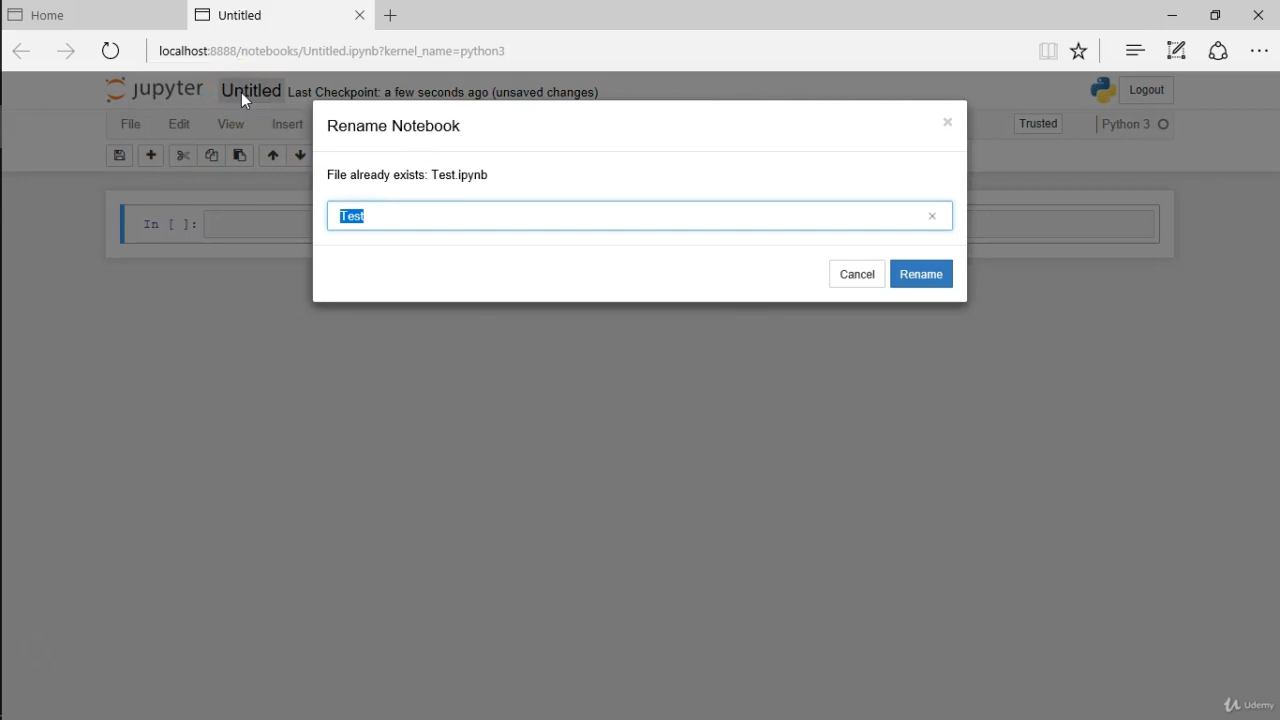 Home
Untitled
localhost:8888/notebooks/Untitled.ipynb?kernel_name=python3
jupyter Untitled Last Checkpoint: a few seconds ago (unsaved changes)
Logout
File Edit View Insert
Trusted
Python 3
Rename Notebook
File already exists: Test.ipynb
Test
Cancel
Rename
In [ ]:
Udemy